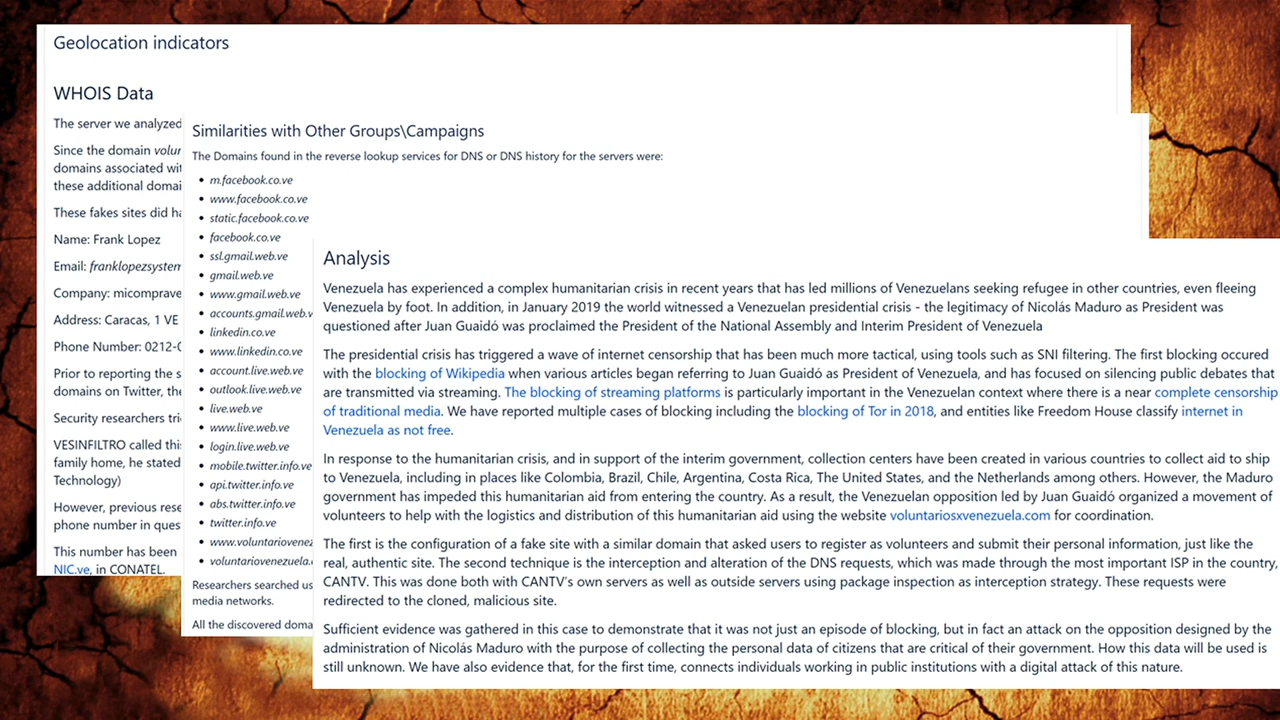 Geolocation indicators
WHOIS Data
The server we analyzed
Since the domain
domains associated
these additional
These fakes sites did
Name: Frank Lopez
Email:
Company:
Address: Caracas, 1 VE
Phone Number:
Prior to reporting the
domains on Twitter,
Security researchers
VESINFILTRO called
family home, he stated
Technology)
However, previous
phone number in
This number has been
NIC.ve, in CONATEL.
Similarities with Other Groups\Campaigns
The Domains found in the reverse lookup services for DNS or DNS history for the servers were:
• m.facebook.co.ve
• www.facebook.co.ve
• static.facebook.co.ve
• facebook.co.ve
• ssl.gmail.web.ve
• gmail.web.ve
• www.gmail.web.ve
• accounts.gmail.web.v
• linkedin.co.ve
• www.linkedin.co.ve
• account.live.web.ve
• outlook.live.web.ve
• live.web.ve
• www.live.web.ve
• login.live.web.ve
• mobile.twitter.info.ve
• api.twitter.info.ve
• abs.twitter.info.ve
• twitter.info.ve
• www.voluntariovenez
• voluntariovenezuela.
Researchers searched us
media networks.
All the discovered doma
Analysis
Venezuela has experienced a complex humanitarian crisis in recent years that has led millions of Venezuelans seeking refugee in other countries, even fleeing
Venezuela by foot. In addition, in January 2019 the world witnessed a Venezuelan presidential crisis - the legitimacy of Nicolás Maduro as President was
questioned after Juan Guaidó was proclaimed the President of the National Assembly and Interim President of Venezuela
The presidential crisis has triggered a wave of internet censorship that has been much more tactical, using tools such as SNI filtering. The first blocking occured
with the blocking of Wikipedia when various articles began referring to Juan Guaidó as President of Venezuela, and has focused on silencing public debates that
are transmitted via streaming. The blocking of streaming platforms is particularly important in the Venezuelan context where there is a near complete censorship
of traditional media. We have reported multiple cases of blocking including the blocking of Tor in 2018, and entities like Freedom House classify internet in
Venezuela as not free.
In response to the humanitarian crisis, and in support of the interim government, collection centers have been created in various countries to collect aid to ship
to Venezuela, including in places like Colombia, Brazil, Chile, Argentina, Costa Rica, The United States, and the Netherlands among others. However, the Maduro
government has impeded this humanitarian aid from entering the country. As a result, the Venezuelan opposition led by Juan Guaidó organized a movement of
volunteers to help with the logistics and distribution of this humanitarian aid using the website voluntariosxvenezuela.com for coordination.
The first is the configuration of a fake site with a similar domain that asked users to register as volunteers and submit their personal information, just like the
real, authentic site. The second technique is the interception and alteration of the DNS requests, which was made through the most important ISP in the country,
CANTV. This was done both with CANTV's own servers as well as outside servers using package inspection as interception strategy. These requests were
redirected to the cloned, malicious site.
Sufficient evidence was gathered in this case to demonstrate that it was not just an episode of blocking, but in fact an attack on the opposition designed by the
administration of Nicolás Maduro with the purpose of collecting the personal data of citizens that are critical of their government. How this data will be used is
still unknown. We have also evidence that, for the first time, connects individuals working in public institutions with a digital attack of this nature.